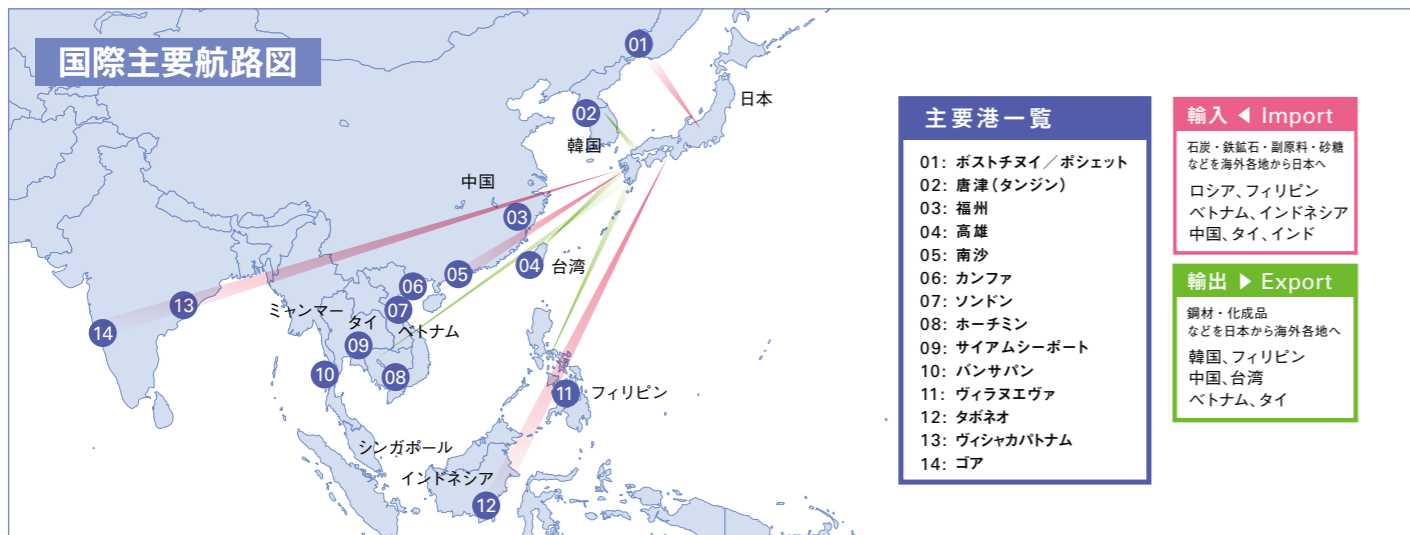 国際主要航路図
01
日本
02
韓国
中国
03
台湾
04
05
06
13
ミャンマー
タイ
07
ベトナム
14
09
10
08
11
フィリピン
シンガポール
インドネシア
12
主要港一覧
01: ボストチヌイ／ポシェット
02: 唐津(タンジン)
03: 福州
04: 高雄
05: 南沙
06: カンファ
07: ソンドン
08: ホーチミン
09: サイアムシーポート
10: バンサパン
11: ヴィラヌエヴァ
12: タボネオ
13: ヴィシャカパトナム
14: ゴア
輸入 ◀ Import
石炭・鉄鉱石・副原料・砂糖
などを海外各地から日本へ
ロシア、フィリピン
ベトナム、インドネシア
中国、タイ、インド
輸出 ▶ Export
鋼材・化成品
などを日本から海外各地へ
韓国、フィリピン
中国、台湾
ベトナム、タイ